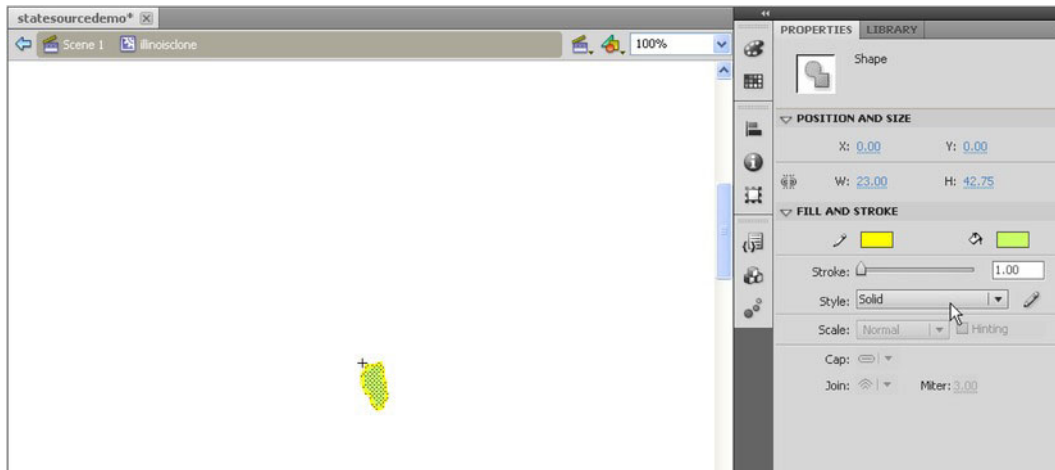 statesourcedemo*
Scene 1 illinoisclone 100%
PROPERTIES LIBRARY
Shape
POSITION AND SIZE
X: 0.00 Y: 0.00
W: 23.00 H: 42.75
FILL AND STROKE
Stroke: 1.00
Style: Solid
Scale: Normal Hinting
Cap:
Join: Miter: 3.00